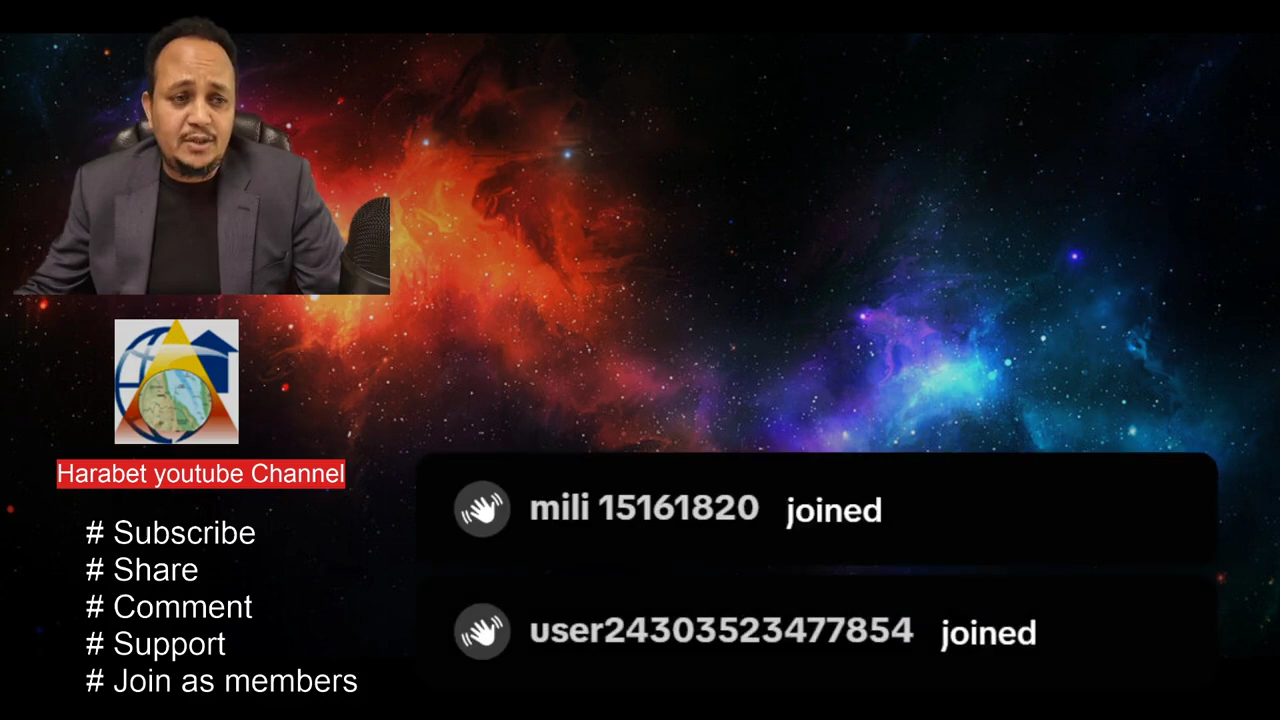 Harabet youtube Channel
# Subscribe
# Share
# Comment
# Support
# Join as members
mili 15161820 joined
user24303523477854 joined